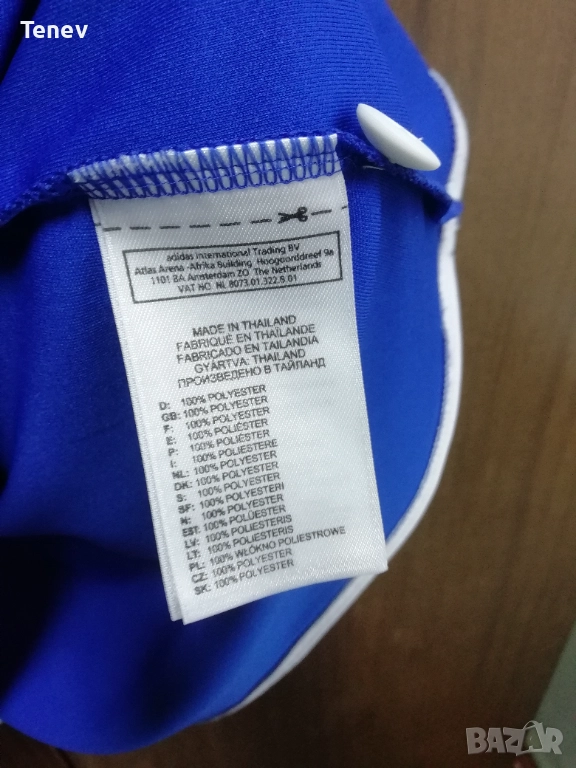 Tenev
adidas International Trading BV
Atlas Arena -Afrika Building Hoogoorddreef 9a
1101 BA Amsterdam ZO The Netherlands
VAT NO. NL 8073.01.322.B.01
MADE IN THAILAND
FABRIQUÉ EN THAÏLANDE
FABRICADO EN TAILANDIA
GYÁRTVA: THAILAND
ПРОИЗВЕДЕНО В ТАЙЛАНД
D: 100% POLYESTER
GB: 100% POLYESTER
F: 100% POLYESTER
E: 100% POLIÉSTER
P: 100% POLIÉSTER
I: 100% POLIESTERE
NL: 100% POLYESTER
DK: 100% POLYESTER
S: 100% POLYESTER
SF: 100% POLYESTERI
N: 100% POLYESTER
EST: 100% POLÜESTER
LV: 100% POLIESTERIS
LT: 100% POLIESTERIS
PL: 100% WŁÓKNO POLIESTROWE
CZ: 100% POLYESTER
SK: 100% POLYESTER
BAZAR